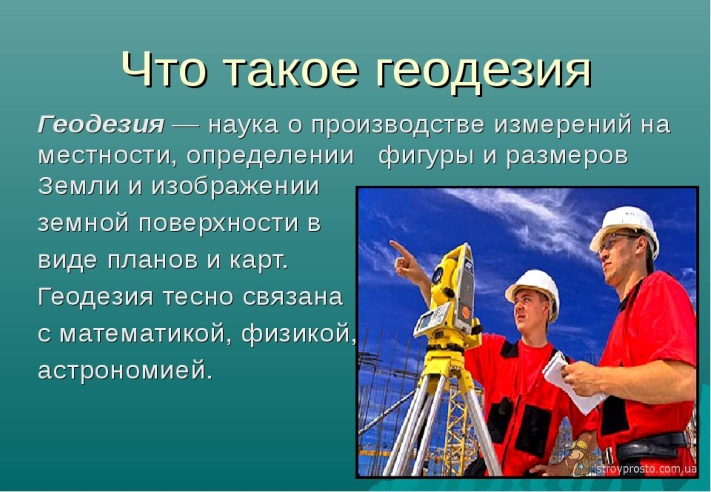 Что такое геодезия
Геодезия — наука о производстве измерений на
местности, определении фигуры и размеров
Земли и изображении
земной поверхности в
виде планов и карт.
Геодезия тесно связана
с математикой, физикой,
астрономией.
stroyprosto.com.ua